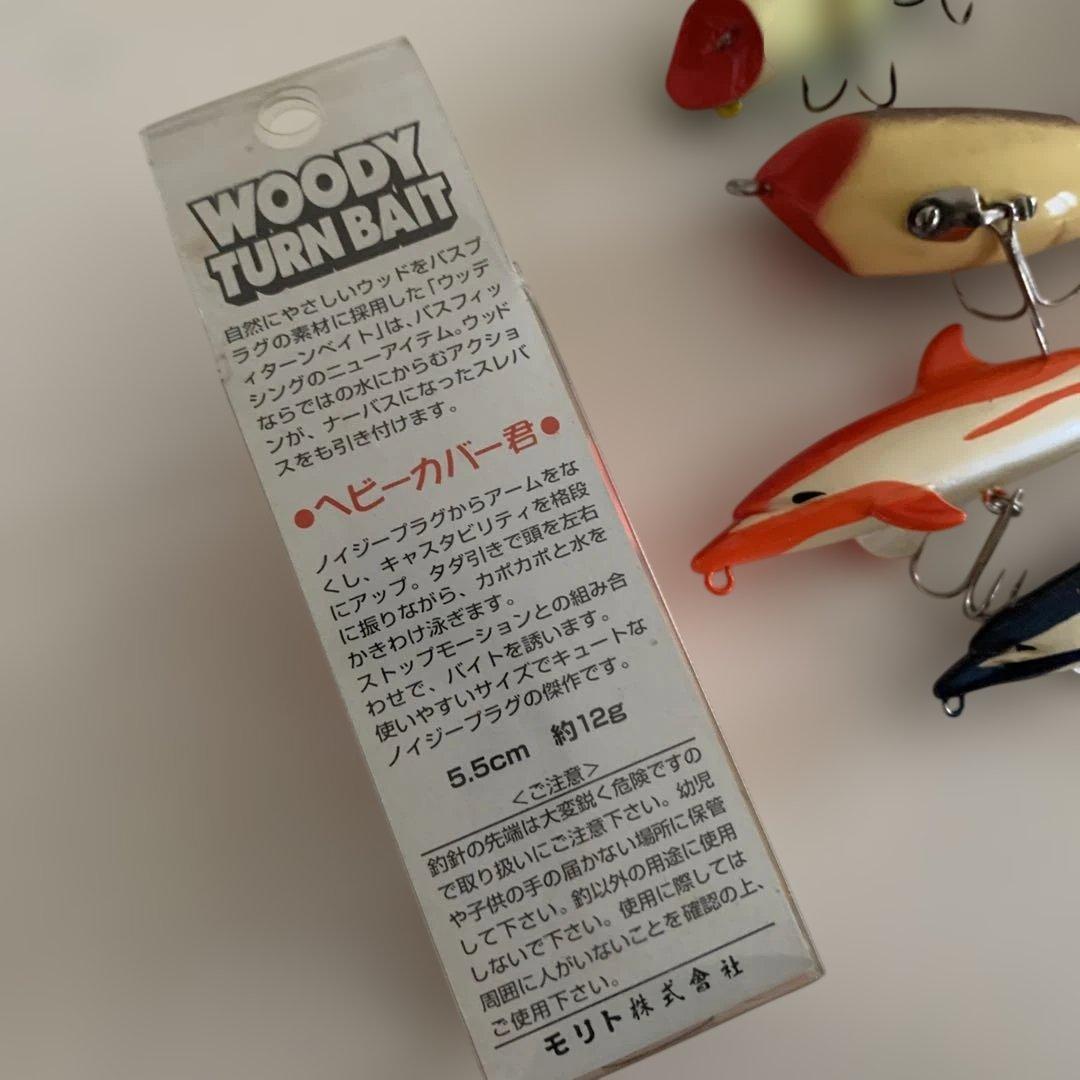 WOODY
TURN BAIT
自然にやさしいウッドをバスプ
ラグの素材に採用した「ウッデ
ィターンベイト」は、バスフィッ
シングのニューアイテム。ウッド
ならではの水にからむアクショ
ンが、ナーバスになったスレバ
スをも引き付けます。
●ヘビーカバー君●
ノイジープラグからアームをな
くし、キャスタビリティを格段
にアップ。タダ引きで頭を左右
に振りながら、カポカポと水を
かきわけ泳ぎます。
ストップモーションとの組み合
わせで、バイトを誘います。
使いやすいサイズでキュートな
ノイジープラグの傑作です。
5.5cm 約12g
<ご注意>
釣針の先端は大変鋭く危険ですの
で取り扱いにご注意下さい。幼児
や子供の手の届かない場所に保管
して下さい。釣以外の用途に使用
しないで下さい。使用に際しては
周囲に人がいないことを確認の上、
ご使用下さい。
モリト株式會社